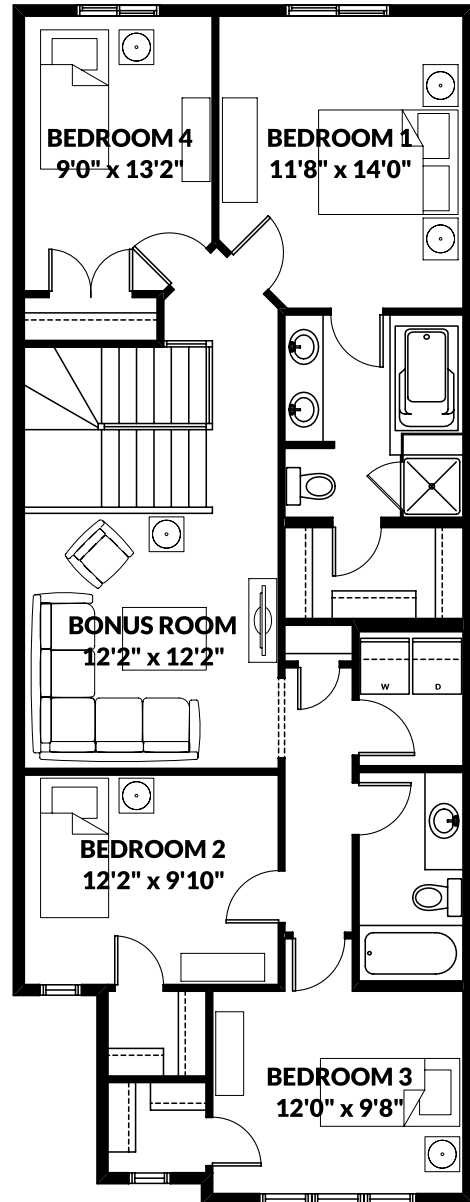 BEDROOM 4
9'0" x 13'2"
BEDROOM 1
11'8" x 14'0"
BONUS ROOM
12'2" x 12'2"
W
D
BEDROOM 2
12'2" x 9'10"
BEDROOM 3
12'0" x 9'8"